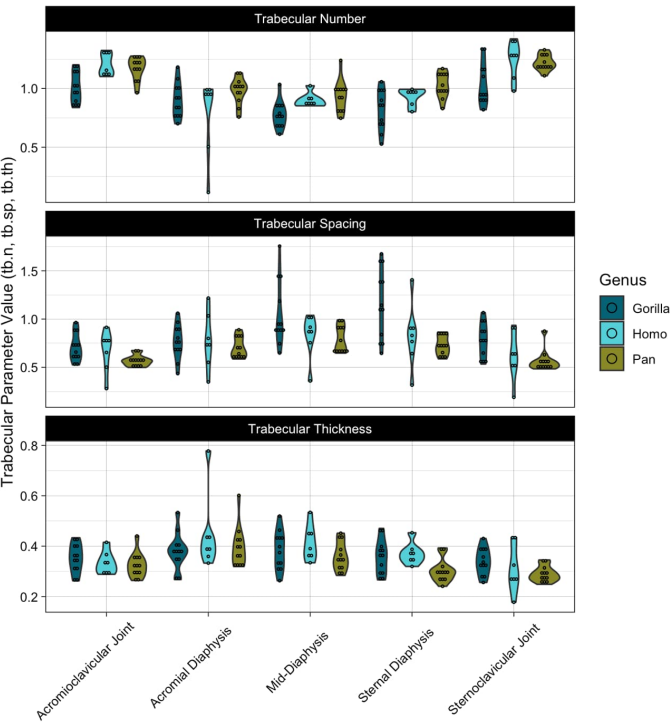 Trabecular Number
1.0
0.5
Trabecular Spacing
1.5
1.0
0.5
Trabecular Thickness
0.8
0.6
0.4
0.2
Trabecular Parameter Value (tb.n, tb.sp, tb.th)
Acromioclavicular Joint
Acromial Diaphysis
Mid-Diaphysis
Sternal Diaphysis
Sternoclavicular Joint
Genus
Gorilla
Homo
Pan